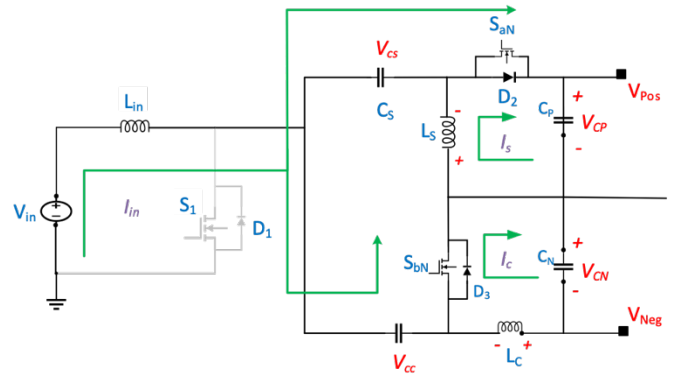 SaN
Vcs
Lin
CS
D2
VPos
LS
-
+
CP
+
VCP
-
Is
Vin
Iin
S1
D1
SbN
D3
Ic
CN
+
VCN
-
VNeg
Vcc
-
+
LC